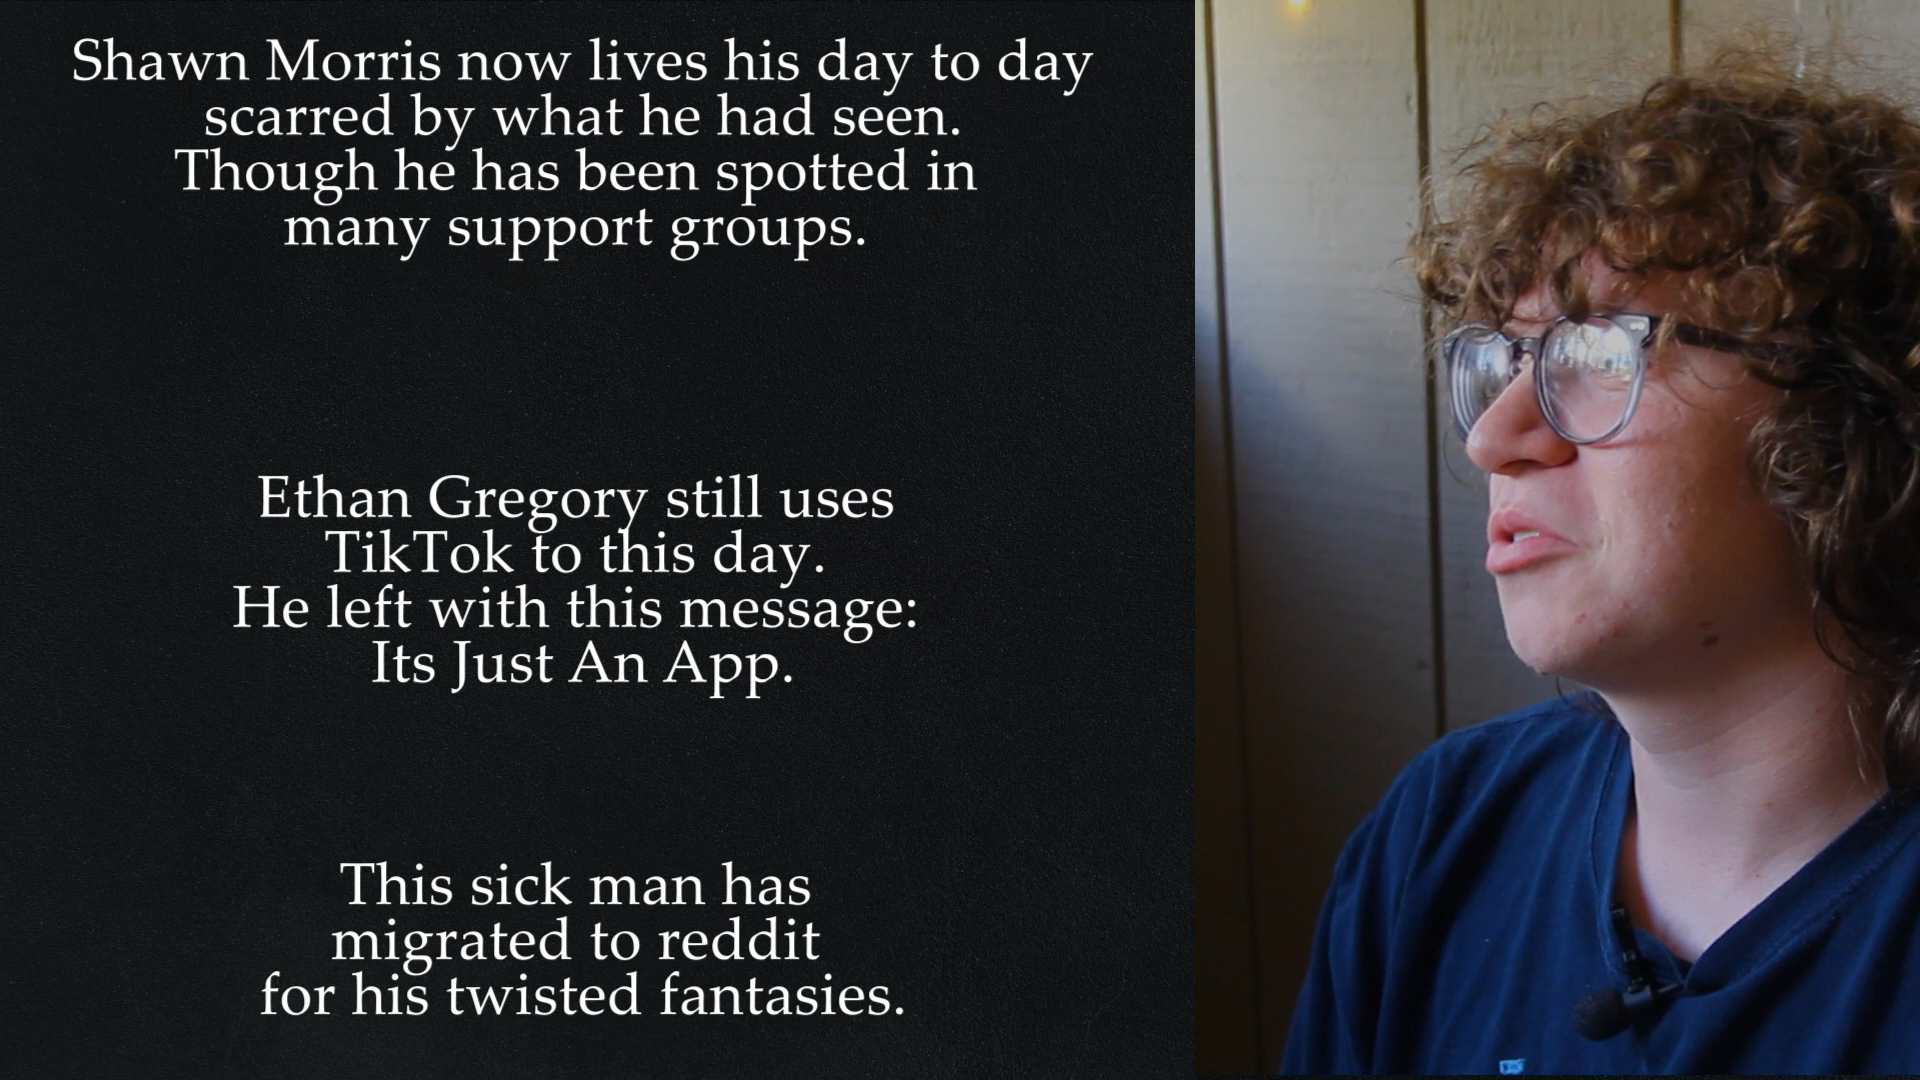 Shawn Morris now lives his day to day
scarred by what he had seen.
Though he has been spotted in
many support groups.
Ethan Gregory still uses
TikTok to this day.
He left with this message:
Its Just An App.
This sick man has
migrated to reddit
for his twisted fantasies.